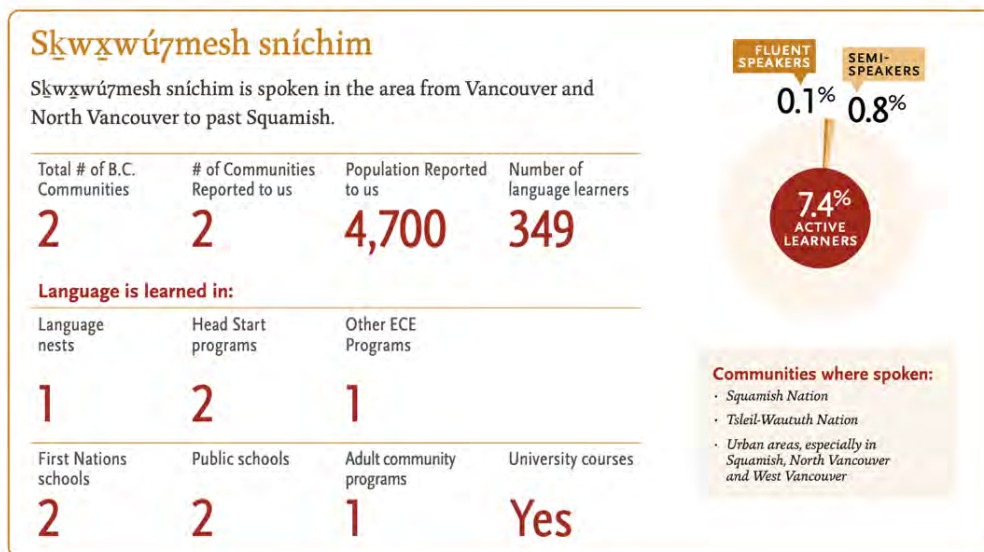 Sḵwx̱wú7mesh sníchim
Sḵwx̱wú7mesh sníchim is spoken in the area from Vancouver and
North Vancouver to past Squamish.
Total # of B.C.
Communities
2
# of Communities
Reported to us
2
Population Reported
to us
4,700
Number of
language learners
349
Language is learned in:
Language
nests
1
Head Start
programs
2
Other ECE
Programs
1
First Nations
schools
2
Public schools
2
Adult community
programs
1
University courses
Yes
FLUENT
SPEAKERS
0.1%
SEMI-
SPEAKERS
0.8%
7.4%
ACTIVE
LEARNERS
Communities where spoken:
· Squamish Nation
· Tsleil-Waututh Nation
· Urban areas, especially in
Squamish, North Vancouver
and West Vancouver